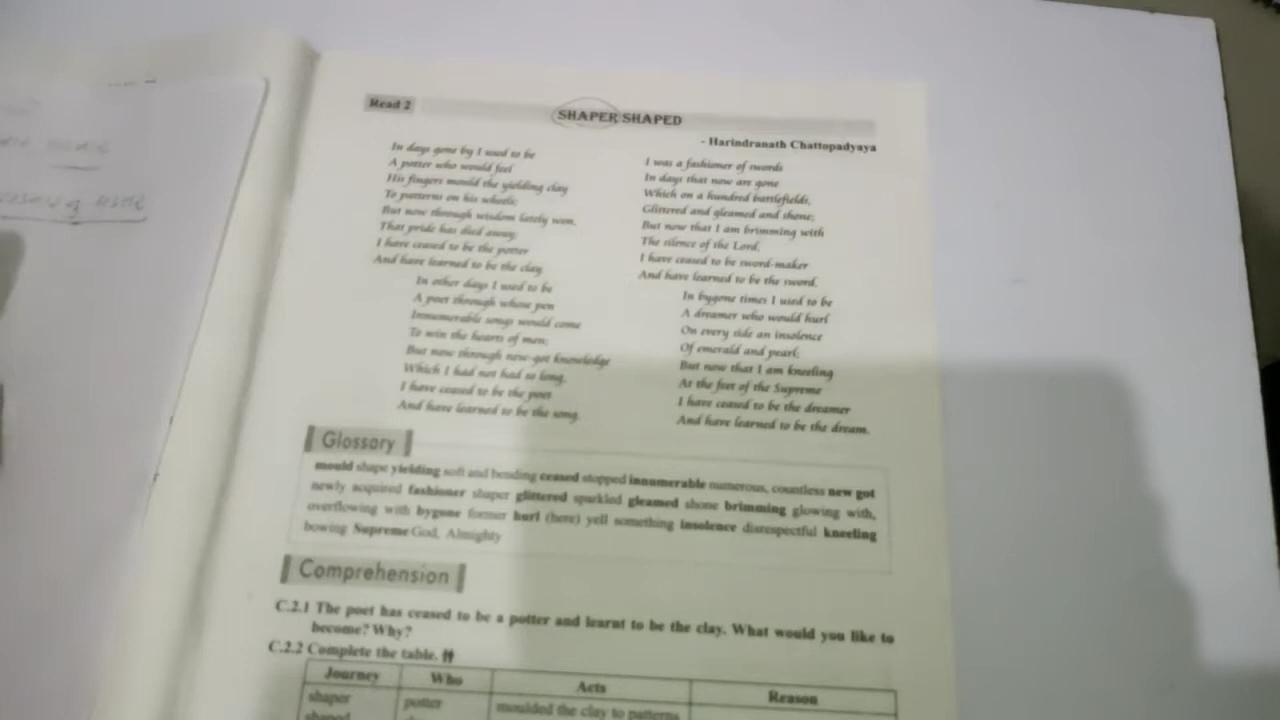 Read 2
SHAPER SHAPED
- Harindranath Chattopadyaya
In days gone by I used to be
A potter who would feel
His fingers mould the yielding clay
To patterns on his wheels;
But now through wisdom lately won,
That pride has died away,
I have ceased to be the potter
And have learned to be the clay.
In other days I used to be
A poet through whose pen
Innumerable songs would come
To win the hearts of men;
But now through new-got knowledge
Which I had not had so long,
I have ceased to be the poet
And have learned to be the song.
I was a fashioner of swords
In days that now are gone
Which on a hundred battlefields,
Glittered and gleamed and shone;
But now that I am brimming with
The silence of the Lord,
I have ceased to be sword-maker
And have learned to be the sword.
In bygone times I used to be
A dreamer who would hurl
On every side an insolence
Of emerald and pearl;
But now that I am kneeling
At the feet of the Supreme
I have ceased to be the dreamer
And have learned to be the dream.
Glossary
mould shape yielding soft and bending ceased stopped innumerable numerous, countless new got
newly acquired fashioner shaper glittered sparkled gleamed shone brimming glowing with,
overflowing with bygone former hurl (here) yell something insolence disrespectful kneeling
bowing Supreme God, Almighty
Comprehension
C.2.1 The poet has ceased to be a potter and learnt to be the clay. What would you like to
become? Why?
C.2.2 Complete the table.
Journey Who Acts Reason
shaper potter moulded the clay to patterns
shaped